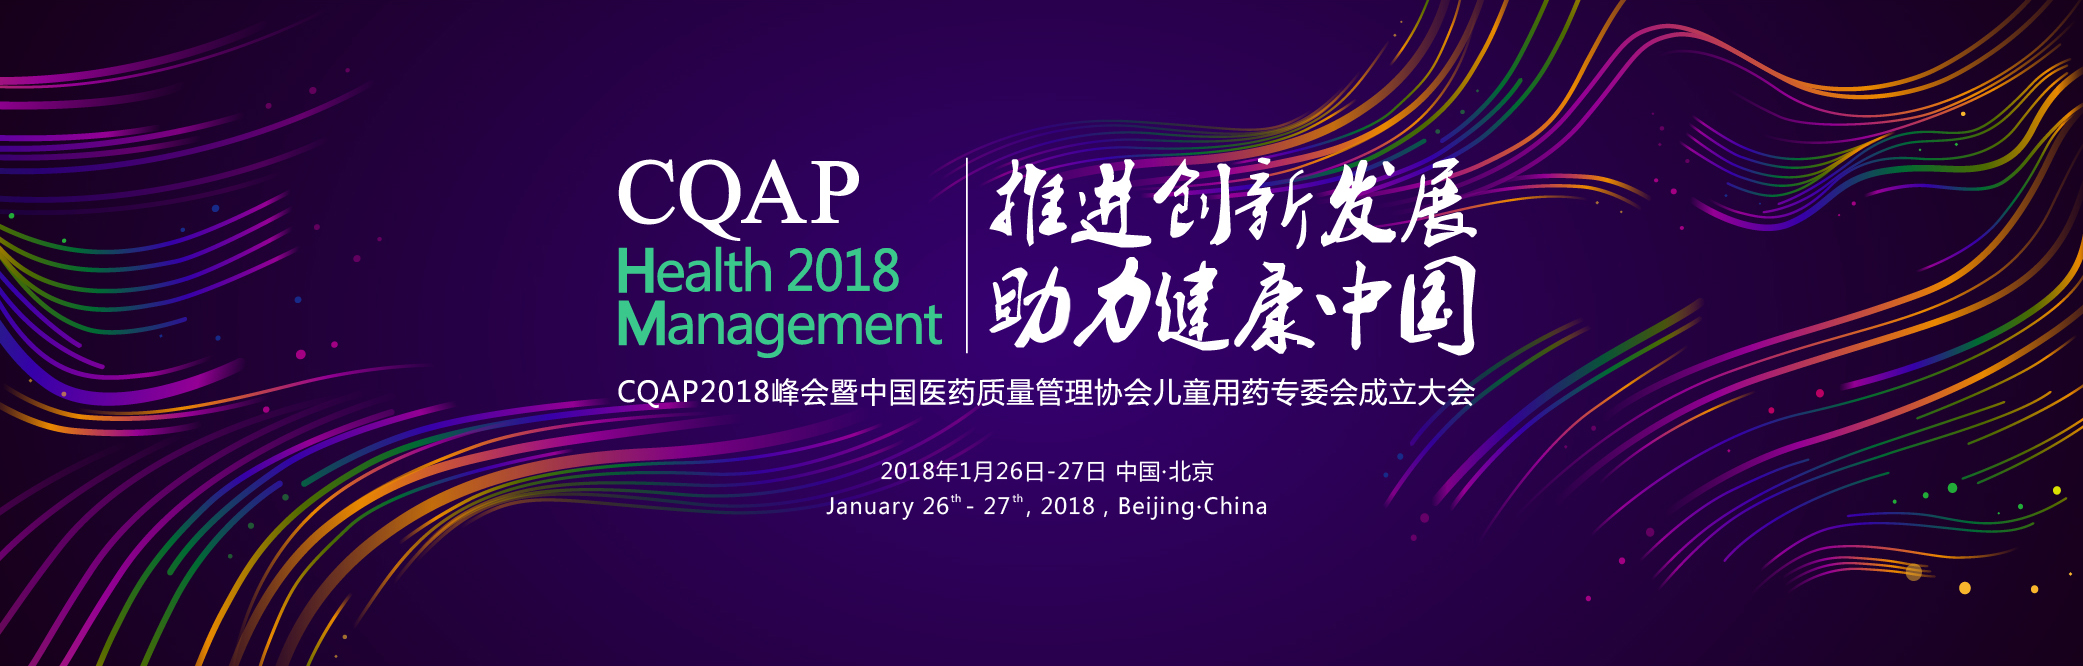 CQAP
Health 2018
Management
推进创新发展
助力健康中国
CQAP2018峰会暨中国医药质量管理协会儿童用药专委会成立大会
2018年1月26日-27日 中国·北京
January 26th - 27th, 2018 , Beijing·China